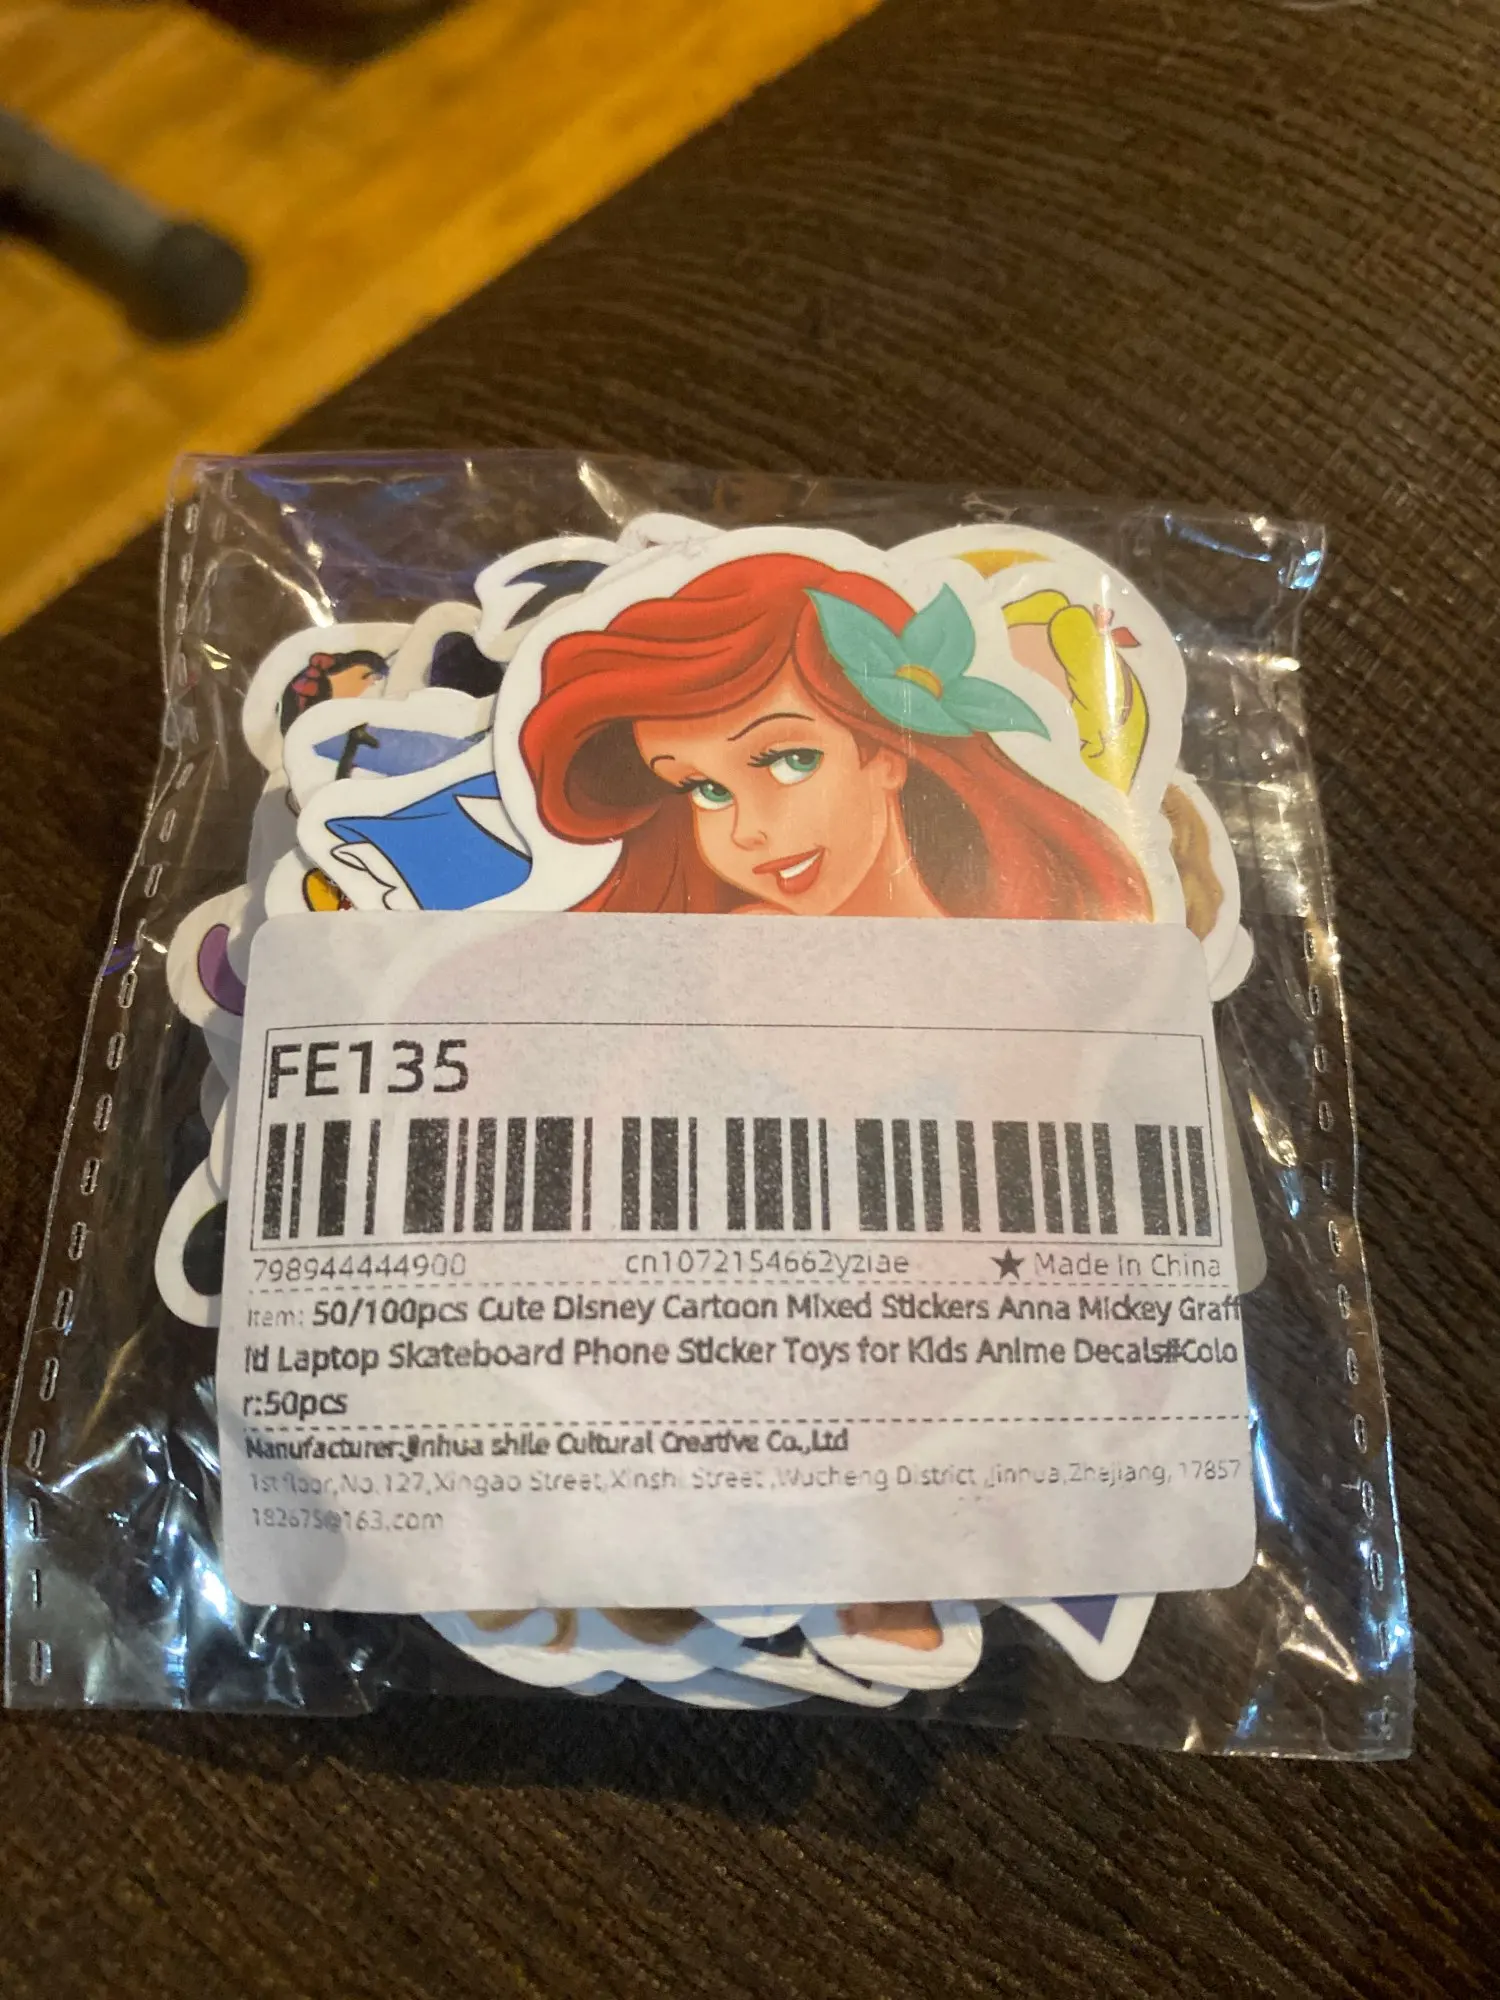 FE135
798944444900 cn1072154662yziae ★ Made In China
Item: 50/100pcs Cute Disney Cartoon Mixed Stickers Anna Mickey Graff
iti Laptop Skateboard Phone Sticker Toys for Kids Anime Decals#Colo
r:50pcs
Manufacturer:Jinhua shile Cultural Creative Co.,Ltd
1st floor,No.127,Xingao Street,Xinshi Street ,Wucheng District ,Jinhua,Zhejiang, 17857
182675@163.com